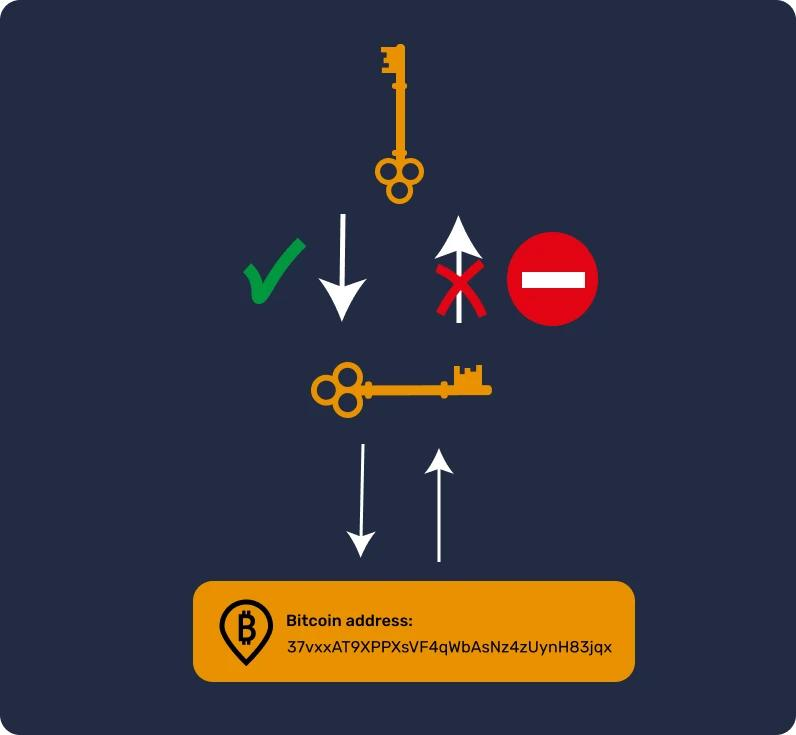 Bitcoin address:
37vxxAT9XPPXsVF4qWbAsNz4zUynH83jqx